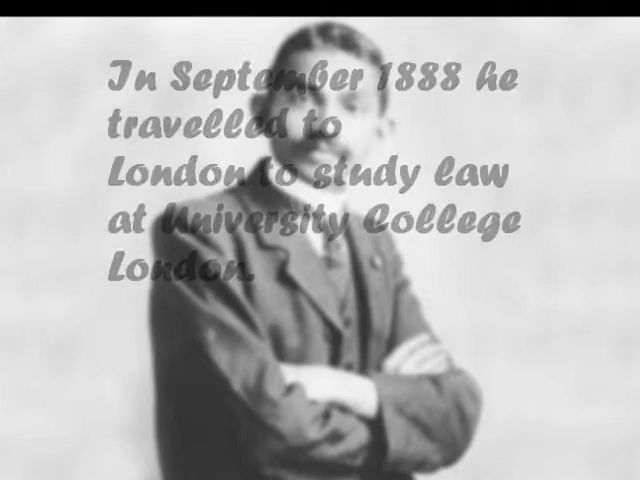 In September 1888 he
travelled to
London to study law
at University College
London.